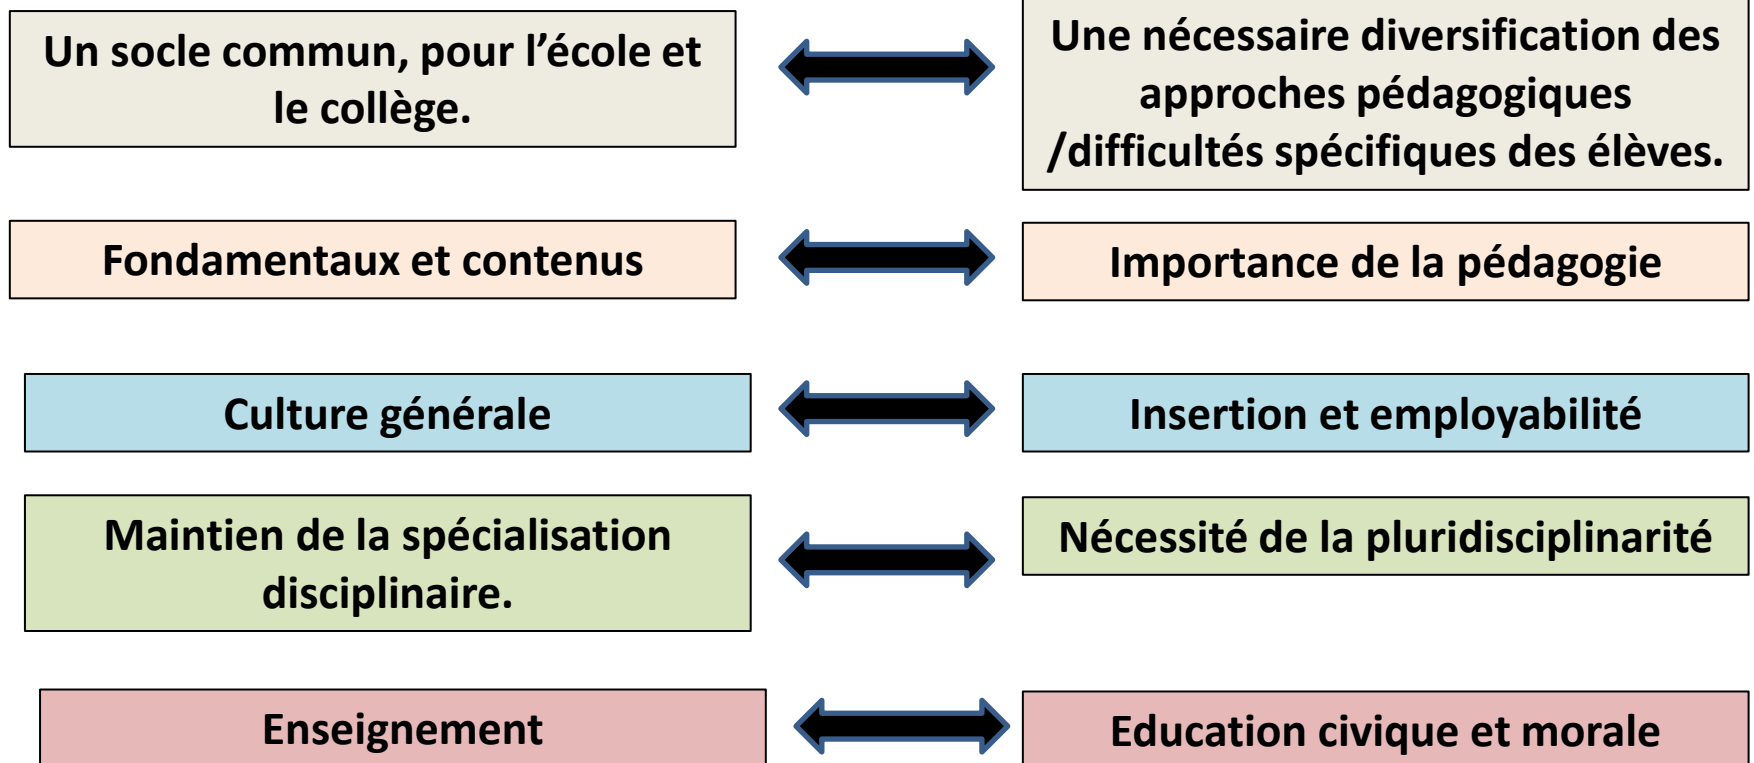 Un socle commun, pour l’école et
le collège.
Une nécessaire diversification des
approches pédagogiques
/difficultés spécifiques des élèves.
Fondamentaux et contenus
Importance de la pédagogie
Culture générale
Insertion et employabilité
Maintien de la spécialisation
disciplinaire.
Nécessité de la pluridisciplinarité
Enseignement
Education civique et morale